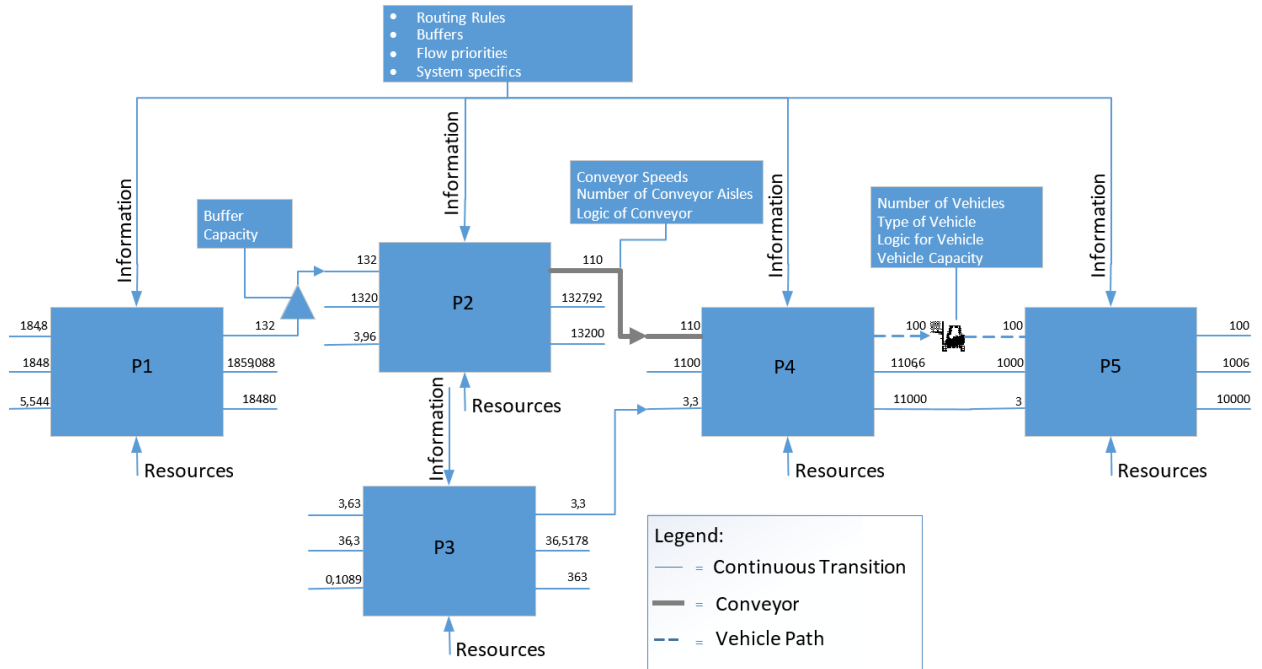 • Routing Rules
• Buffers
• Flow priorities
• System specifics
Information
Information
Information
Information
Conveyor Speeds
Number of Conveyor Aisles
Logic of Conveyor
Number of Vehicles
Type of Vehicle
Logic for Vehicle
Vehicle Capacity
Buffer
Capacity
1848
1848
5,544
P1
132
1859,088
18480
Resources
132
1320
3,96
P2
110
1327,92
13200
Resources
Information
3,63
36,3
0,1089
P3
3,3
36,5178
363
Resources
110
1100
3,3
P4
100
1106,6
11000
Resources
100
1000
3
P5
100
1006
10000
Resources
Legend:
= Continuous Transition
= Conveyor
= Vehicle Path